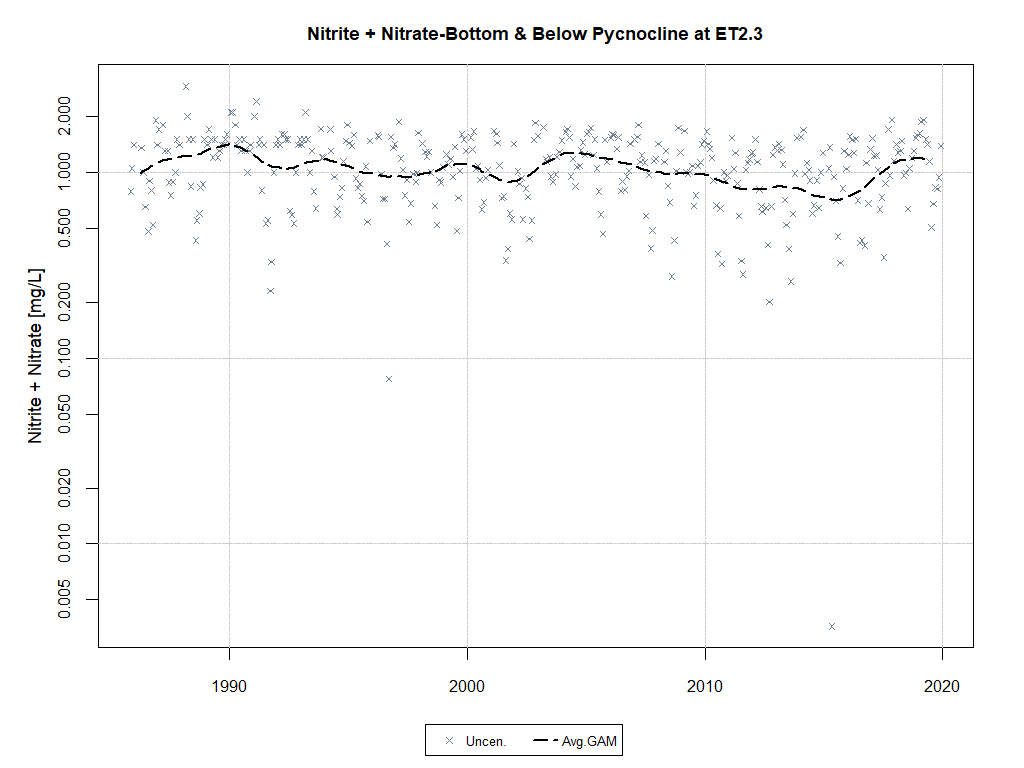 Nitrite + Nitrate-Bottom & Below Pycnocline at ET2.3
Nitrite + Nitrate [mg/L]
2.000
1.000
0.500
0.200
0.100
0.050
0.020
0.010
0.005
1990 2000 2010 2020
Uncen. Avg.GAM